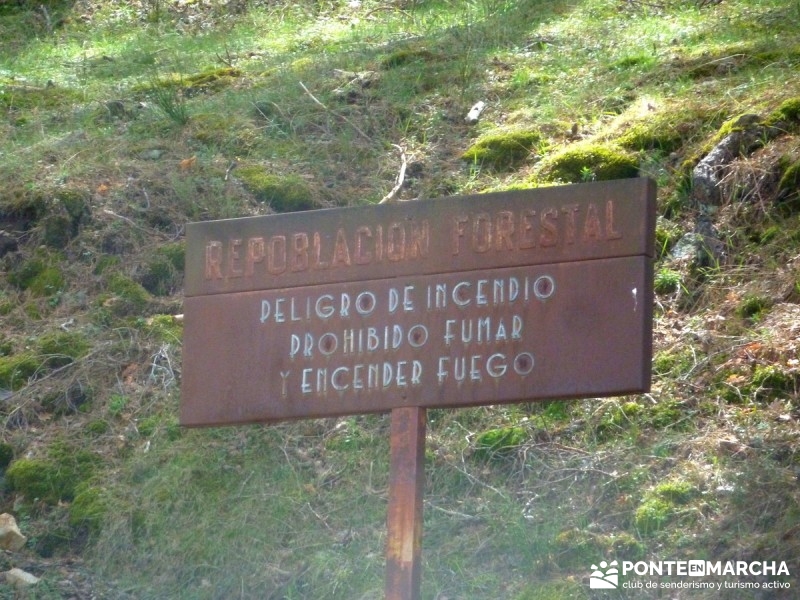 REPOBLACION FORESTAL
PELIGRO DE INCENDIO
PROHIBIDO FUMAR
Y ENCENDER FUEGO
PONTE EN MARCHA
club de senderismo y turismo activo